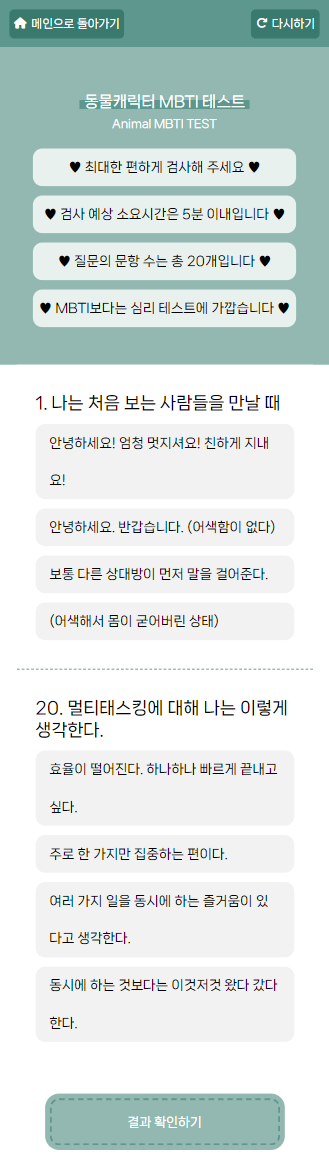 메인으로 돌아가기
다시하기
동물캐릭터 MBTI 테스트
Animal MBTI TEST
♥ 최대한 편하게 검사해 주세요 ♥
♥ 검사 예상 소요시간은 5분 이내입니다 ♥
♥ 질문의 문항 수는 총 20개입니다 ♥
♥ MBTI보다는 심리 테스트에 가깝습니다 ♥
1. 나는 처음 보는 사람들을 만날 때
안녕하세요! 엄청 멋지셔요! 친하게 지내
요!
안녕하세요. 반갑습니다. (어색함이 없다)
보통 다른 상대방이 먼저 말을 걸어준다.
(어색해서 몸이 굳어버린 상태)
20. 멀티태스킹에 대해 나는 이렇게
생각한다.
효율이 떨어진다. 하나하나 빠르게 끝내고
싶다.
주로 한 가지만 집중하는 편이다.
여러 가지 일을 동시에 하는 즐거움이 있
다고 생각한다.
동시에 하는 것보다는 이것저것 왔다 갔다
한다.
결과 확인하기